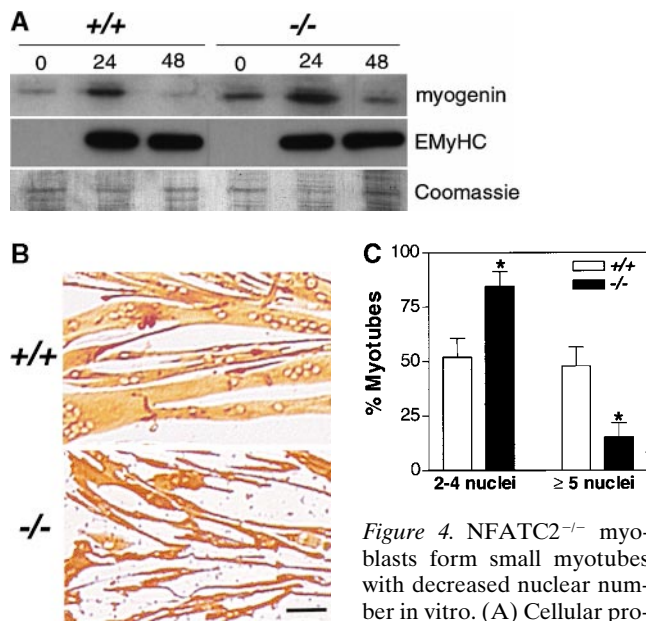 A
+/+ -/-
0 24 48 0 24 48
myogenin
EMyHC
Coomassie
B
+/+
-/-
C
% Myotubes
100
75
50
25
0
+/+
-/-
*
*
2-4 nuclei ≥ 5 nuclei
Figure 4. NFATC2−/− myo-
blasts form small myotubes
with decreased nuclear num-
ber in vitro. (A) Cellular pro-